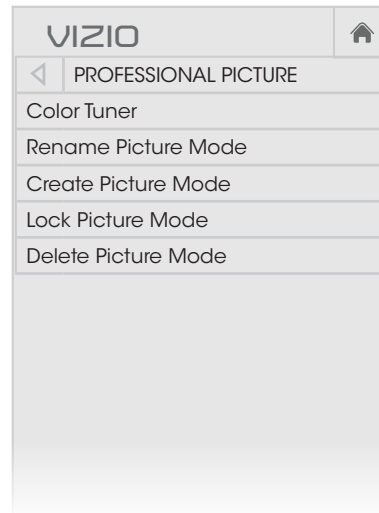 VIZIO
PROFESSIONAL PICTURE
Color Tuner
Rename Picture Mode
Create Picture Mode
Lock Picture Mode
Delete Picture Mode